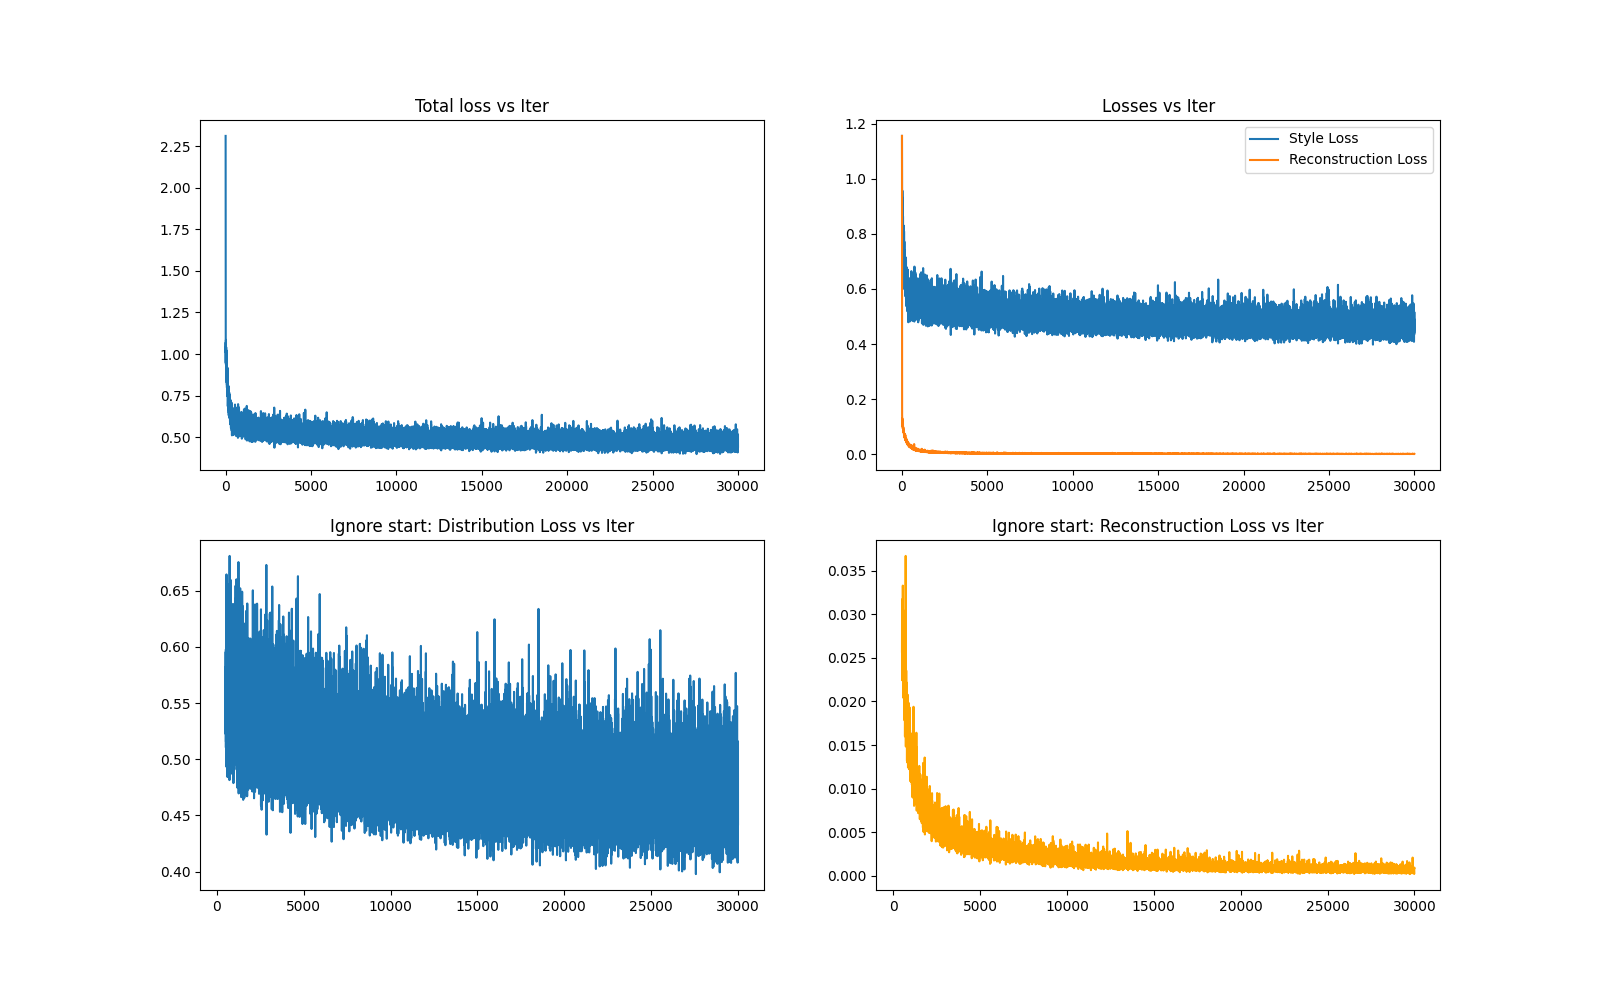 Total loss vs Iter
2.25
2.00
1.75
1.50
1.25
1.00
0.75
0.50
0 5000 10000 15000 20000 25000 30000
Losses vs Iter
Style Loss
Reconstruction Loss
1.2
1.0
0.8
0.6
0.4
0.2
0.0
0 5000 10000 15000 20000 25000 30000
Ignore start: Distribution Loss vs Iter
0.65
0.60
0.55
0.50
0.45
0.40
0 5000 10000 15000 20000 25000 30000
Ignore start: Reconstruction Loss vs Iter
0.035
0.030
0.025
0.020
0.015
0.010
0.005
0.000
0 5000 10000 15000 20000 25000 30000